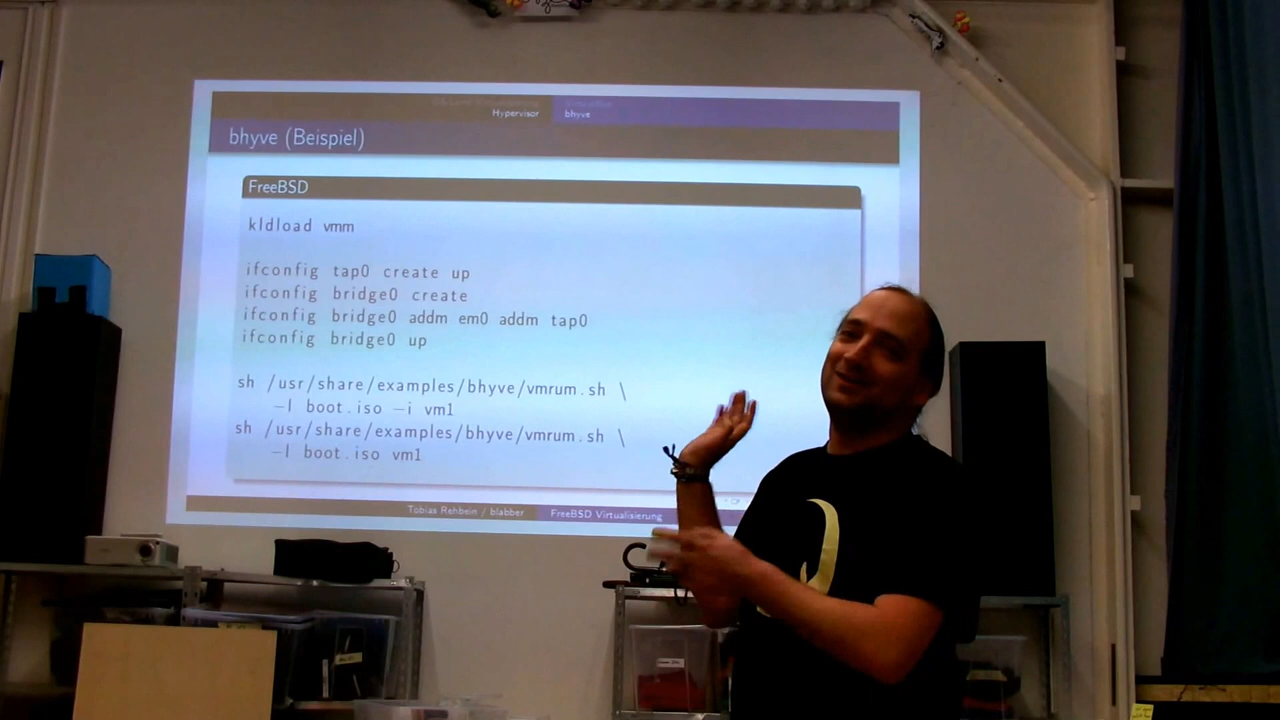 Hypervisor
bhyve
bhyve (Beispiel)
FreeBSD
kldload vmm
ifconfig tap0 create up
ifconfig bridge0 create
ifconfig bridge0 addm em0 addm tap0
ifconfig bridge0 up
sh /usr/share/examples/bhyve/vmrum.sh \
-I boot.iso -i vm1
sh /usr/share/examples/bhyve/vmrum.sh \
-I boot.iso vm1
Tobias Rehbein / blabber
FreeBSD Virtualisierung